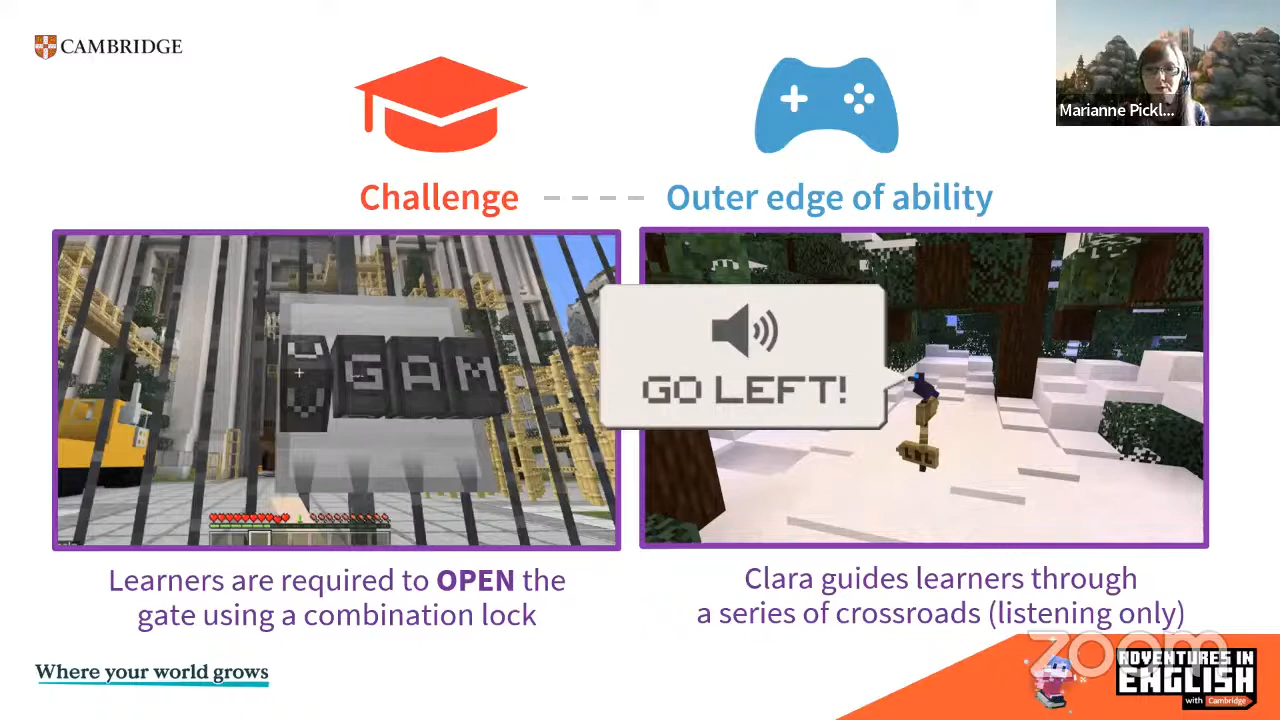 CAMBRIDGE
Marianne Pickl...
Challenge
Outer edge of ability
GAM
GO LEFT!
Learners are required to OPEN the
gate using a combination lock
Clara guides learners through
a series of crossroads (listening only)
Where your world grows
zoom
ADVENTURES IN
ENGLISH
with Cambridge